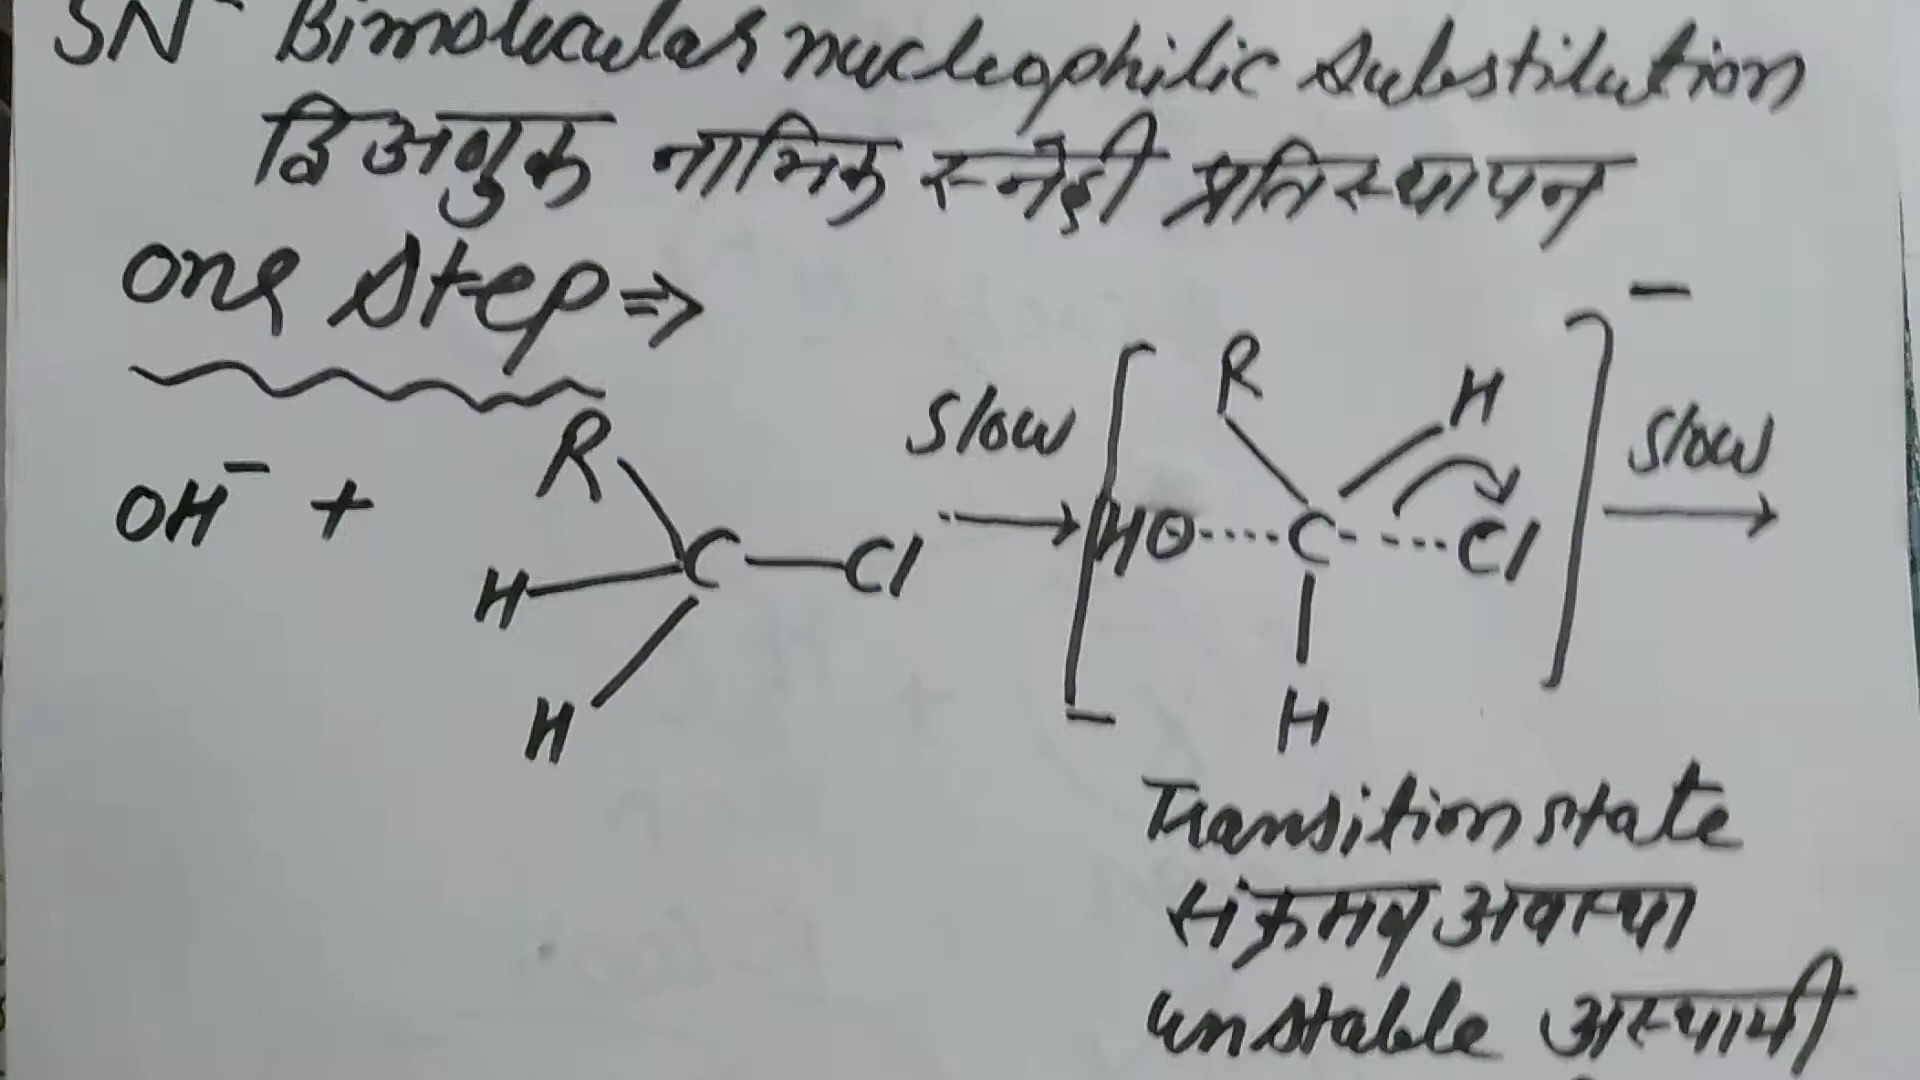 SN Bimolecular nucleophilic substitution
द्विअणुक नाभिक स्नेही प्रतिस्थापन
one step ⇒
OH⁻ +
R
H
H
C—Cl
slow
R
H
HO----C----Cl
H
−
slow
Transition state
संक्रमण अवस्था
unstable अस्थायी